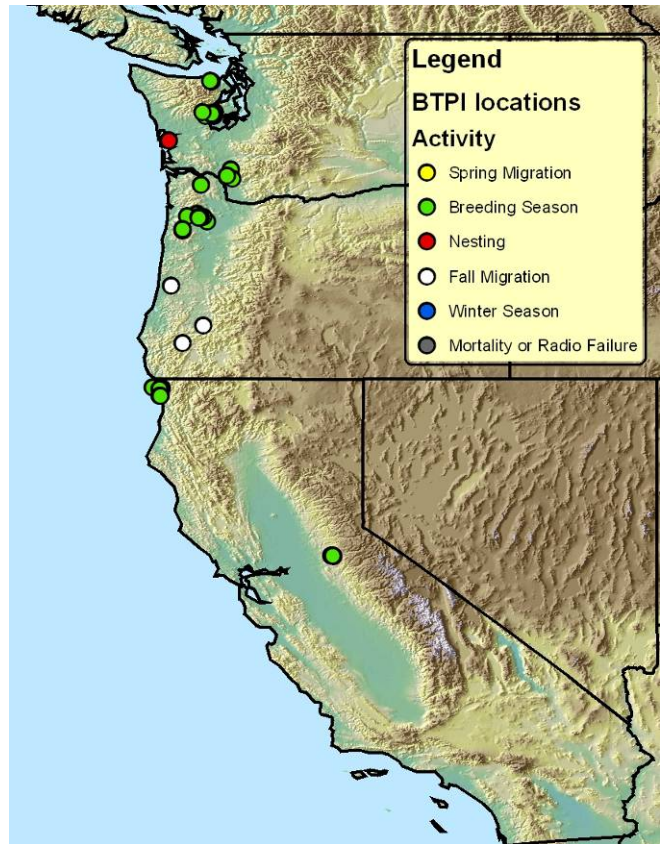 Legend
BTPI locations
Activity
Spring Migration
Breeding Season
Nesting
Fall Migration
Winter Season
Mortality or Radio Failure